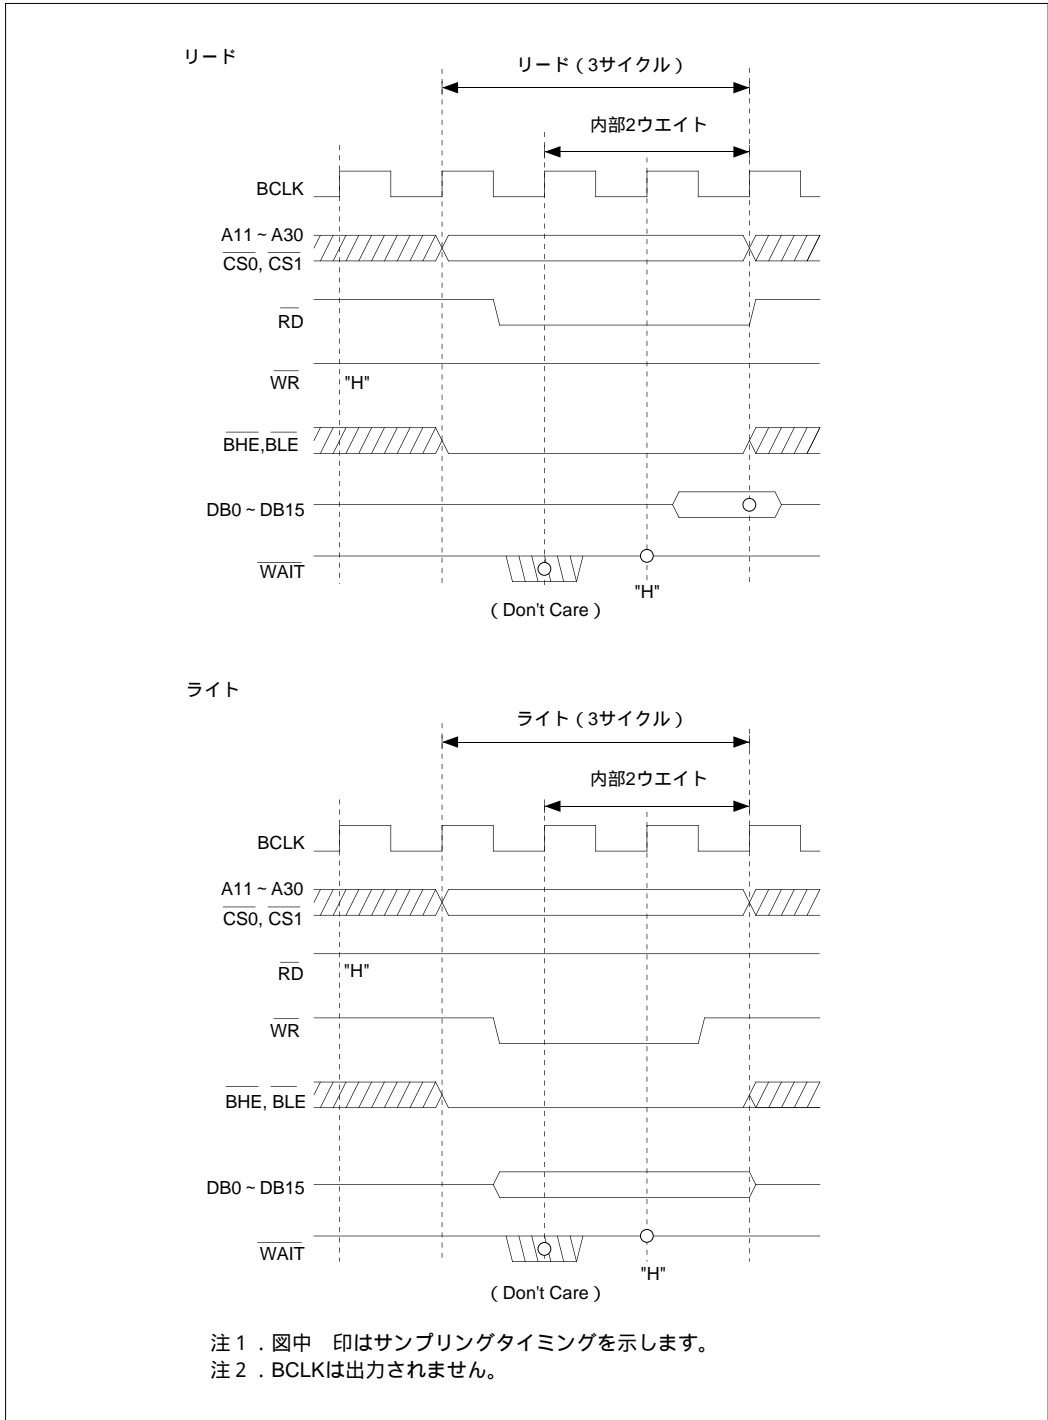 リード
リード（3サイクル）
内部2ウエイト
BCLK
A11～A30
CS0, CS1
RD
WR
"H"
BHE,BLE
DB0～DB15
WAIT
"H"
（Don't Care）
ライト
ライト（3サイクル）
内部2ウエイト
BCLK
A11～A30
CS0, CS1
RD
"H"
WR
BHE, BLE
DB0～DB15
WAIT
"H"
（Don't Care）
注1．図中　印はサンプリングタイミングを示します。
注2．BCLKは出力されません。